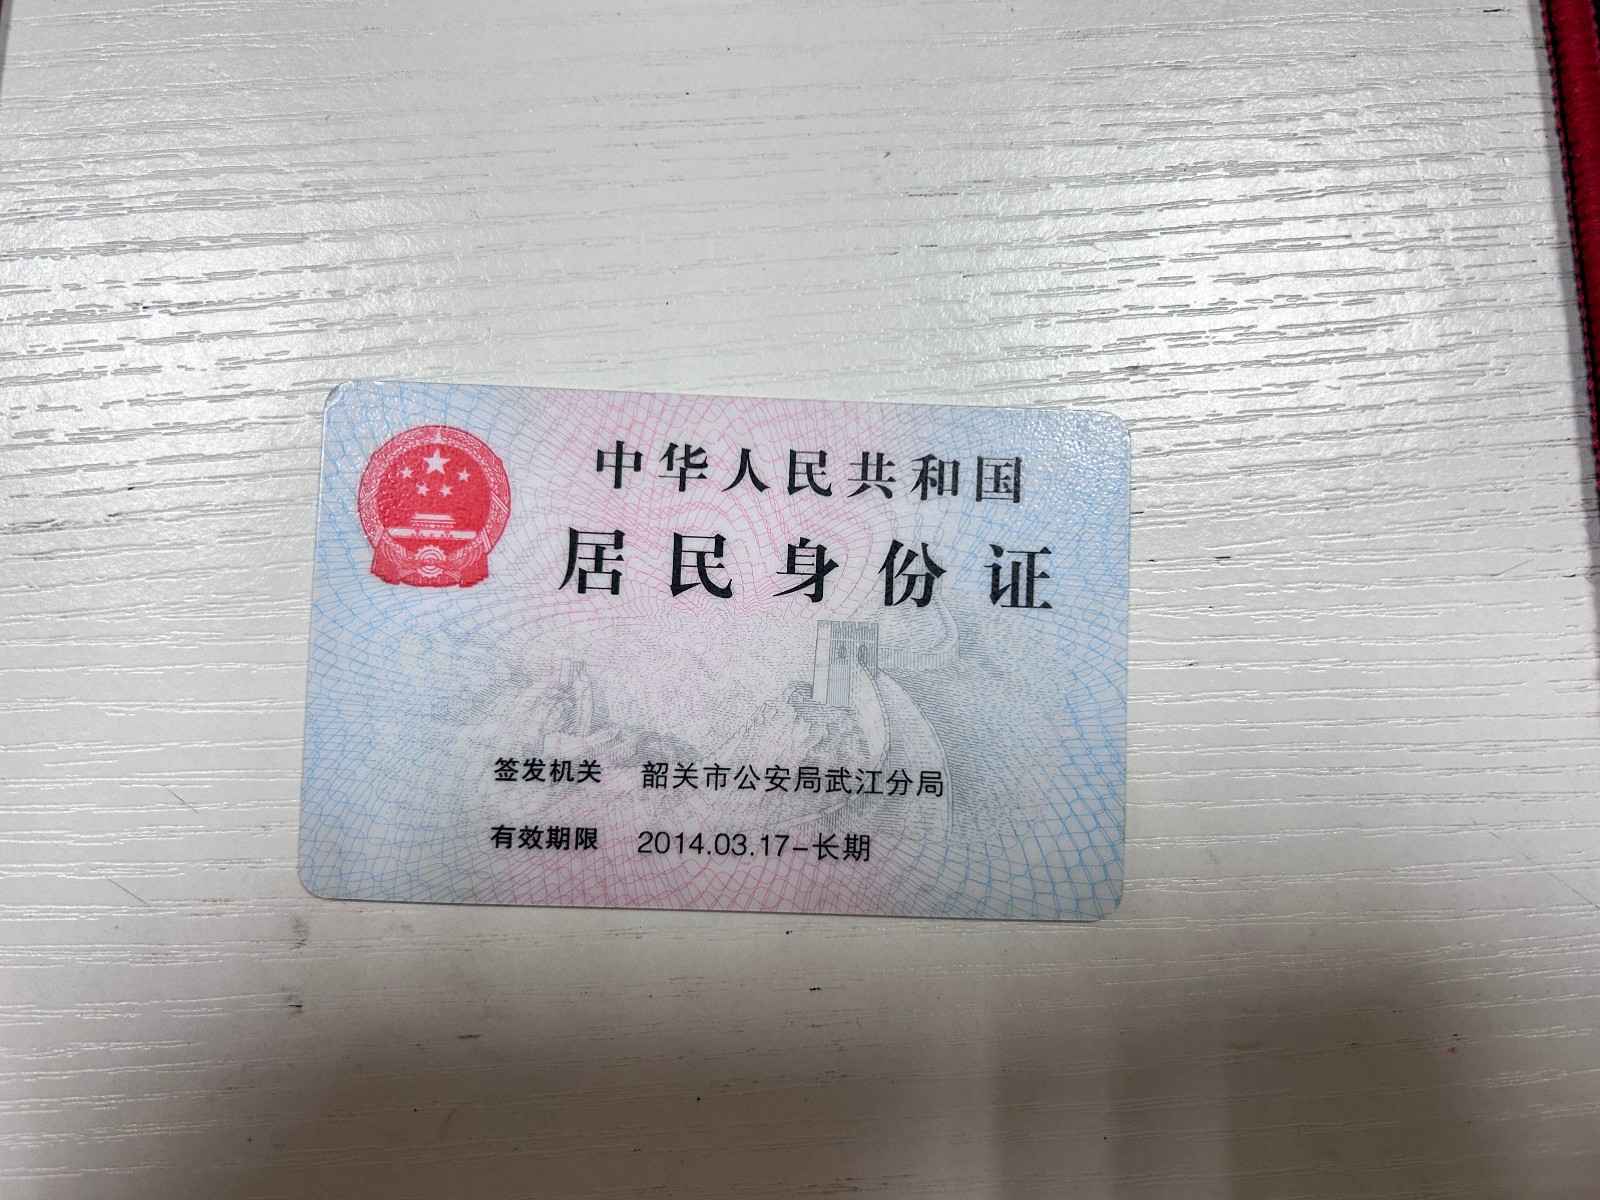 中华人民共和国
居民身份证
签发机关 韶关市公安局武江分局
有效期限 2014.03.17-长期